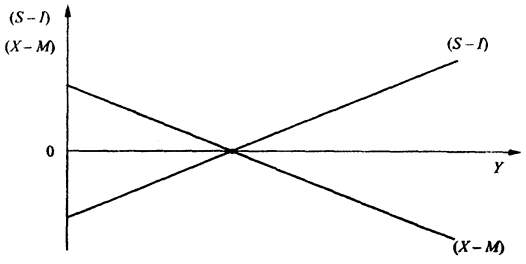 (S – I)
(X – M)
(S – I)
0
Y
(X – M)